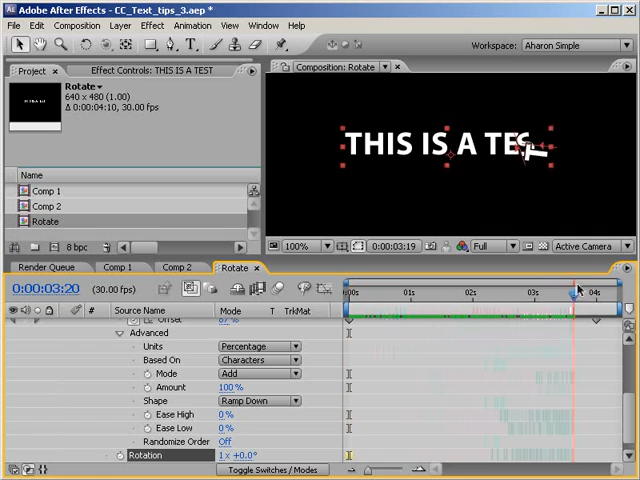 Adobe After Effects - CC_Text_tips_3.aep *
File Edit Composition Layer Effect Animation View Window Help
Workspace: Aharon Simple
Project × Effect Controls: THIS IS A TEST
Composition: Rotate
Rotate
640 x 480 (1.00)
Δ 0:00:04:10, 30.00 fps
THIS IS A TEST
Name
Comp 1
Comp 2
Rotate
8 bpc
100% 0:00:03:19 Full Active Camera
Render Queue Comp 1 Comp 2 Rotate ×
0:00:03:20 (30.00 fps)
00s 01s 02s 03s 04s
# Source Name Mode T TrkMat
Offset 87 %
Advanced
Units Percentage
Based On Characters
Mode Add
Amount 100 %
Shape Ramp Down
Ease High 0 %
Ease Low 0 %
Randomize Order Off
Rotation 1 x +0.0°
Toggle Switches / Modes